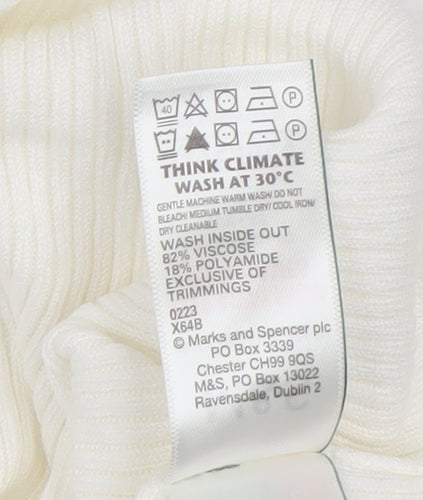 40 P
P
THINK CLIMATE
WASH AT 30°C
GENTLE MACHINE WARM WASH/ DO NOT
BLEACH/ MEDIUM TUMBLE DRY/ COOL IRON/
DRY CLEANABLE
WASH INSIDE OUT
82% VISCOSE
18% POLYAMIDE
EXCLUSIVE OF
TRIMMINGS
0223
X64B
© Marks and Spencer plc
PO Box 3339
Chester CH99 9QS
M&S, PO Box 13022
Ravensdale, Dublin 2